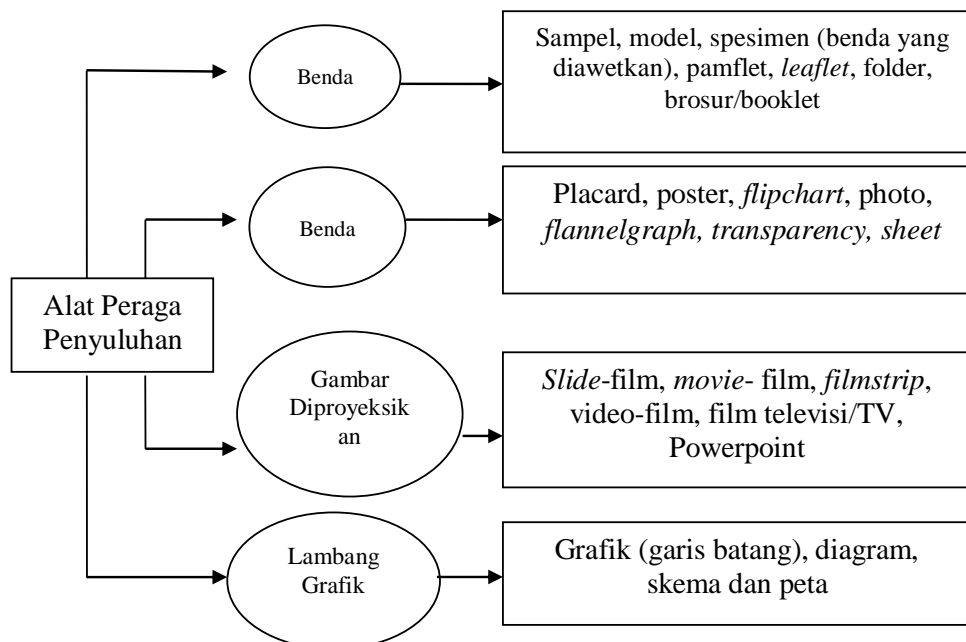 Benda
Sampel, model, spesimen (benda yang
diawetkan), pamflet, leaflet, folder,
brosur/booklet
Benda
Placard, poster, flipchart, photo,
flannelgraph, transparency, sheet
Alat Peraga
Penyuluhan
Gambar
Diproyeksik
an
Slide-film, movie- film, filmstrip,
video-film, film televisi/TV,
Powerpoint
Lambang
Grafik
Grafik (garis batang), diagram,
skema dan peta